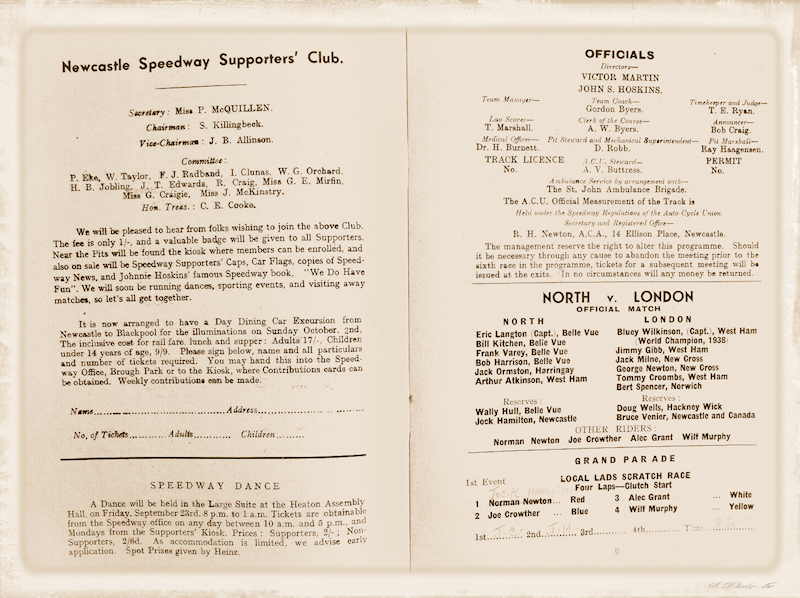 Newcastle Speedway Supporters' Club.
Secretary: Miss P. McQUILLEN.
Chairman: S. Killingbeck.
Vice-Chairman: J. B. Allinson.
Committee:
P. Eke, W. Taylor, F. J. Radband, I. Clunas, W. G. Orchard.
H. B. Jobling, J. T. Edwards, R. Craig, Miss G. E. Mirfin,
Miss G. Craigie, Miss J. McKinstry.
Hon. Treas.: C. E. Cooko.
We will be pleased to hear from folks wishing to join the above Club.
The fee is only 1/-, and a valuable badge will be given to all Supporters.
Near the Pits will be found the kiosk where members can be enrolled, and
also on sale will be Speedway Supporters' Caps, Car Flags, copies of Speed-
way News, and Johnnie Hoskins' famous Speedway book, "We Do Have
Fun". We will soon be running dances, sporting events, and visiting away
matches, so let's all get together.
It is now arranged to have a Day Dining Car Excursion from
Newcastle to Blackpool for the illuminations on Sunday October. 2nd,
The inclusive cost for rail fare, lunch and supper: Adults 17/-, Children
under 14 years of age, 9/9. Please sign below, name and all particulars
and number of tickets required. You may hand this into the Speed-
way Office, Brough Park or to the Kiosk, where Contributions cards can
be obtained. Weekly contributions can be made.
Name.................................Address..............................
No, of Tickets...........Adults...........Children........
SPEEDWAY DANCE
A Dance will be held in the Large Suite at the Heaton Assembly
Hall, on Friday, September 23rd. 8 p.m. to 1 a.m. Tickets are obtainable
from the Speedway office on any day between 10 a.m. and 5 p.m., and
Mondays from the Supporters' Kiosk. Prices: Supporters, 2/-; Non-
Supporters, 2/6d. As accommodation is limited, we advise early
application. Spot Prizes given by Heinz.
OFFICIALS
Directors—
VICTOR MARTIN
JOHN S. HOSKINS.
Team Manager— Team Coach— Timekeeper and Judge—
Gordon Byers. T. E. Ryan.
Lap Scorer— Clerk of the Course— Announcer—
T. Marshall. A. W. Byers. Bob Craig.
Medical Officer— Pit Steward and Mechanical Superintendent— Pit Marshall—
Dr. H. Burnett. D. Robb. Ray Haagensen.
TRACK LICENCE A.C.U. Steward— PERMIT
No. A. V. Buttress. No.
Ambulance Service by arrangement with—
The St. John Ambulance Brigade.
The A.C.U. Official Measurement of the Track is
Held under the Speedway Regulations of the Auto-Cycle Union.
Secretary and Registered Office—
R. H. Newton, A.C.A., 14 Ellison Place, Newcastle.
The management reserve the right to alter this programme. Should
it be necessary through any cause to abandon the meeting prior to the
sixth race in the programme, tickets for a subsequent meeting will be
issued at the exits. In no circumstances will any money be returned.
NORTH v. LONDON
OFFICIAL MATCH
NORTH LONDON
Eric Langton (Capt.), Belle Vue Bluey Wilkinson, (Capt.), West Ham
Bill Kitchen, Belle Vue (World Champion, 1938)
Frank Varey, Belle Vue Jimmy Gibb, West Ham
Bob Harrison, Belle Vue Jack Milne, New Cross
Jack Ormston, Harringay George Newton, New Cross
Arthur Atkinson, West Ham Tommy Croombs, West Ham
Bert Spencer, Norwich
Reserves: Reserves:
Wally Hull, Belle Vue Doug Wells, Hackney Wick
Jock Hamilton, Newcastle Bruce Venier, Newcastle and Canada
OTHER RIDERS:
Norman Newton Joe Crowther Alec Grant Wilf Murphy
GRAND PARADE
1st Event LOCAL LADS SCRATCH RACE
Four Laps—Clutch Start
1 Norman Newton... Red 3 Alec Grant ... White
2 Joe Crowther ... Blue 4 Wilf Murphy ... Yellow
1st........... 2nd........... 3rd........... 4th........... Time